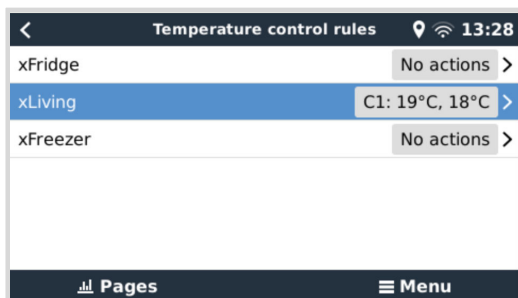 Temperature control rules 13:28
xFridge No actions
xLiving C1: 19°C, 18°C
xFreezer No actions
Pages Menu